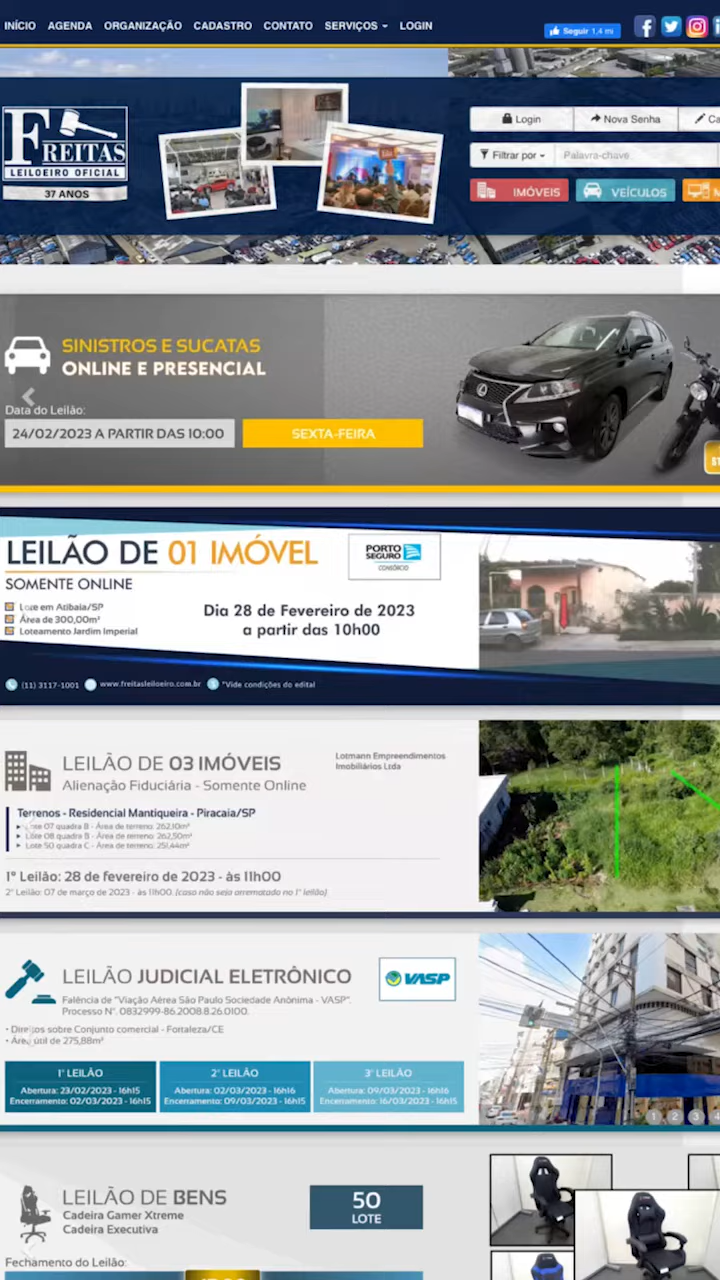 INÍCIO AGENDA ORGANIZAÇÃO CADASTRO CONTATO SERVIÇOS LOGIN
Seguir 1,4 mi
FREITAS
LEILOEIRO OFICIAL
37 ANOS
Login Nova Senha Ca
Filtrar por Palavra-chave
IMÓVEIS VEÍCULOS M
SINISTROS E SUCATAS
ONLINE E PRESENCIAL
Data do Leilão:
24/02/2023 A PARTIR DAS 10:00 SEXTA-FEIRA
LEILÃO DE 01 IMÓVEL
SOMENTE ONLINE
PORTO
SEGURO
CONSÓRCIO
Lote em Atibaia/SP
Área de 300,00m²
Loteamento Jardim Imperial
Dia 28 de Fevereiro de 2023
a partir das 10h00
(11) 3117-1001 www.freitasleiloeiro.com.br *Vide condições do edital
LEILÃO DE 03 IMÓVEIS
Alienação Fiduciária - Somente Online
Lotmann Empreendimentos
Imobiliários Ltda
Terrenos - Residencial Mantiqueira - Piracaia/SP
Lote 07 quadra B - Área de terreno: 262,10m²
Lote 08 quadra B - Área de terreno: 262,50m²
Lote 50 quadra C - Área de terreno: 251,44m²
1º Leilão: 28 de fevereiro de 2023 - às 11h00
2º Leilão: 07 de março de 2023 - às 11h00 (caso não seja arrematado no 1º leilão)
LEILÃO JUDICIAL ELETRÔNICO
VASP
Falência de "Viação Aérea São Paulo Sociedade Anônima - VASP".
Processo Nº. 0832999-86.2008.8.26.0100.
• Direitos sobre Conjunto comercial - Fortaleza/CE
• Área útil de 275,88m²
1º LEILÃO
Abertura: 23/02/2023 - 16h15
Encerramento: 02/03/2023 - 16h15
2º LEILÃO
Abertura: 02/03/2023 - 16h16
Encerramento: 09/03/2023 - 16h15
3º LEILÃO
Abertura: 09/03/2023 - 16h16
Encerramento: 16/03/2023 - 16h15
1 2 3 4
LEILÃO DE BENS
Cadeira Gamer Xtreme
Cadeira Executiva
50
LOTE
Fechamento do Leilão: